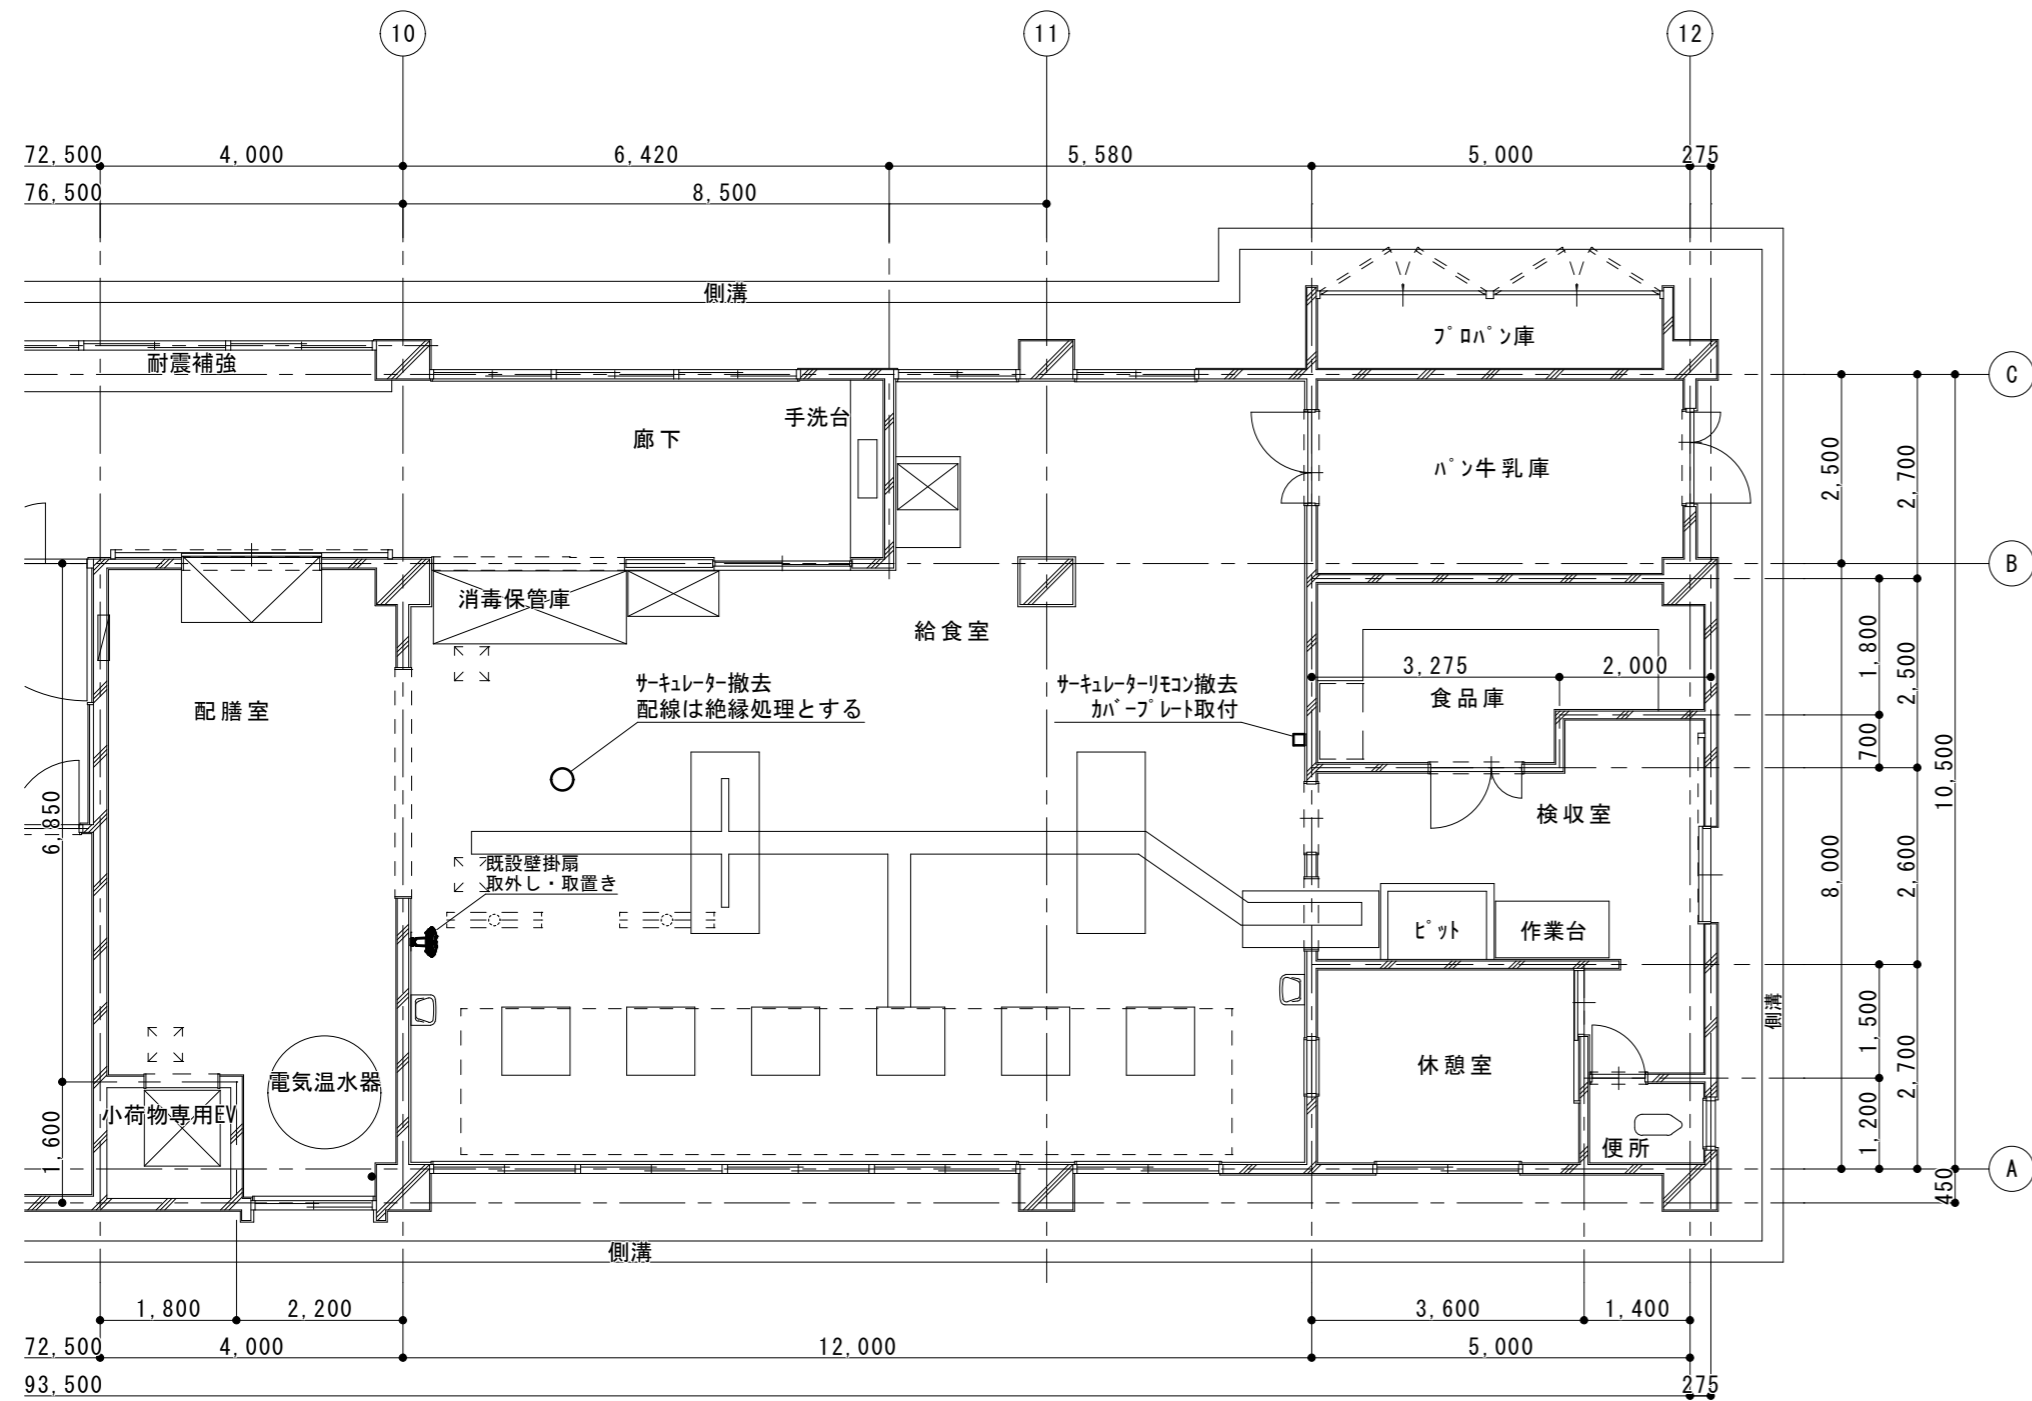 10
11
12
72,500
4,000
6,420
5,580
5,000
275
76,500
8,500
側溝
プロパン庫
耐震補強
C
手洗台
廊下
パン牛乳庫
2,500
2,700
B
消毒保管庫
給食室
1,800
2,500
3,275
2,000
サーキュレーター撤去
配線は絶縁処理とする
サーキュレーターリモコン撤去
カバープレート取付
食品庫
配膳室
700
10,500
検収室
6,850
既設壁掛扇
取外し・取置き
8,000
2,600
ピット
作業台
側溝
1,500
2,700
休憩室
電気温水器
小荷物専用EV
1,600
1,200
便所
A
450
側溝
1,800
2,200
3,600
1,400
72,500
4,000
12,000
5,000
93,500
275